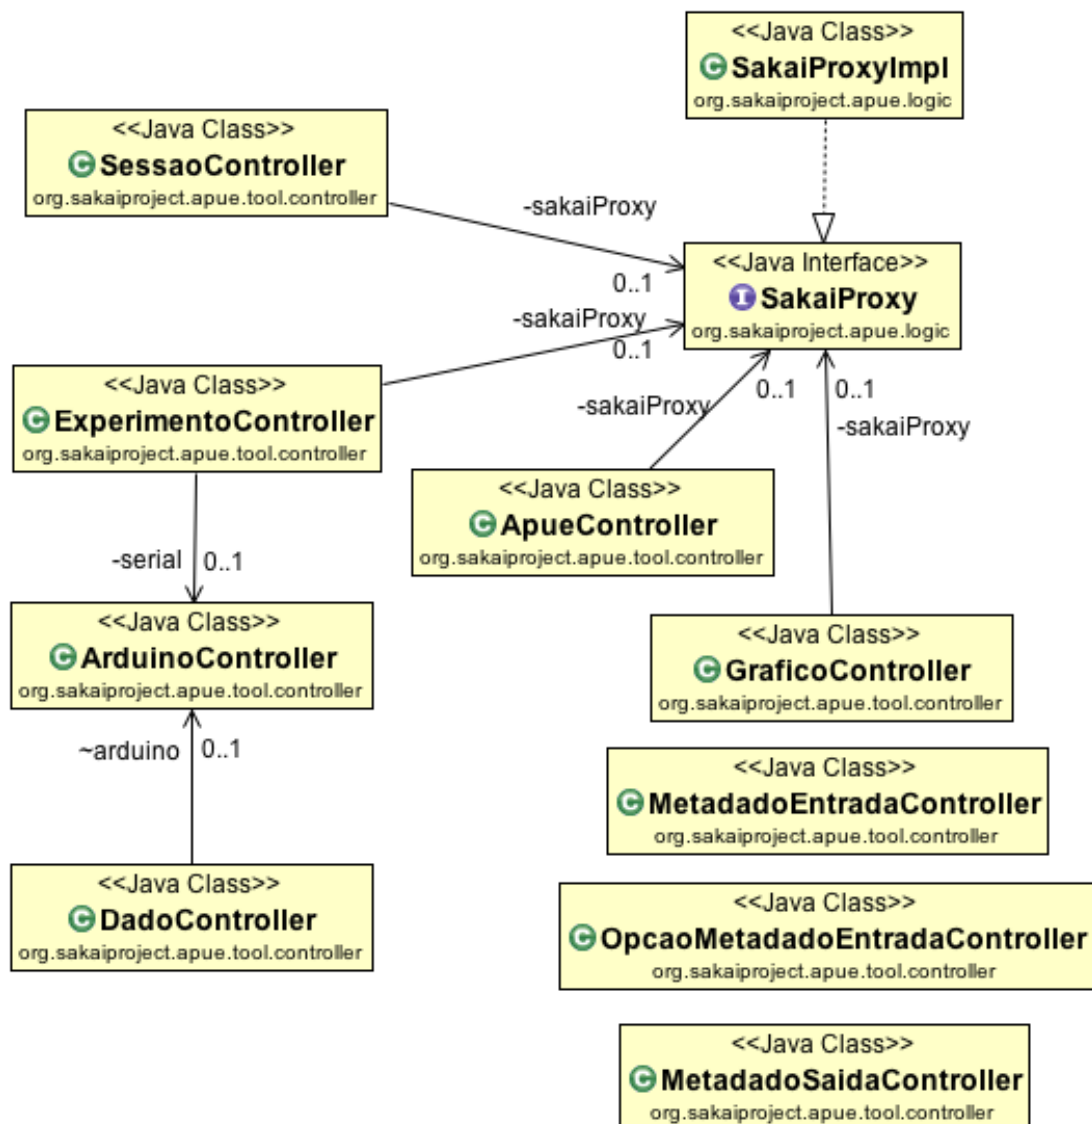 <<Java Class>>
SakaiProxyImpl
org.sakaiproject.apue.logic
<<Java Class>>
SessaoController
org.sakaiproject.apue.tool.controller
-sakaiProxy
0..1
<<Java Interface>>
SakaiProxy
org.sakaiproject.apue.logic
-sakaiProxy
0..1
<<Java Class>>
ExperimentoController
org.sakaiproject.apue.tool.controller
0..1
-sakaiProxy
0..1
-sakaiProxy
<<Java Class>>
ApueController
org.sakaiproject.apue.tool.controller
-serial
0..1
<<Java Class>>
ArduinoController
org.sakaiproject.apue.tool.controller
<<Java Class>>
GraficoController
org.sakaiproject.apue.tool.controller
~arduino
0..1
<<Java Class>>
MetadadoEntradaController
org.sakaiproject.apue.tool.controller
<<Java Class>>
DadoController
org.sakaiproject.apue.tool.controller
<<Java Class>>
OpcaoMetadadoEntradaController
org.sakaiproject.apue.tool.controller
<<Java Class>>
MetadadoSaidaController
org.sakaiproject.apue.tool.controller